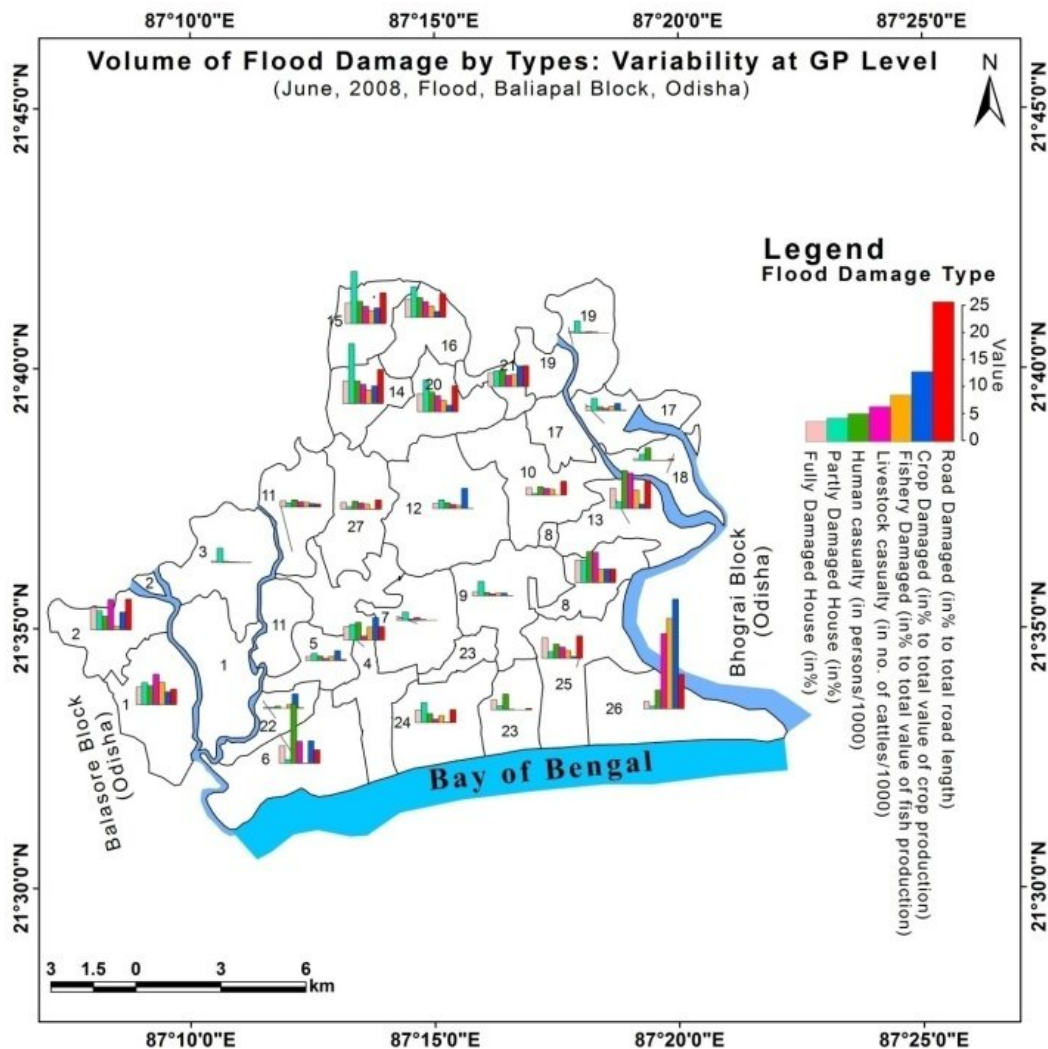 87°10'0"E 87°15'0"E 87°20'0"E 87°25'0"E
Volume of Flood Damage by Types: Variability at GP Level
(June, 2008, Flood, Baliapal Block, Odisha)
N
21°45'0"N 21°45'0"N
Legend
Flood Damage Type
25
20
15
10
5
0
Value
Fully Damaged House (in%)
Partly Damaged House (in%)
Human casualty (in persons/1000)
Livestock casualty (in no. of cattles/1000)
Fishery Damaged (in% to total value of fish production)
Crop Damaged (in% to total value of crop production)
Road Damaged (in% to total road length)
19
15
16
21°40'0"N 21°40'0"N
21 19
14 20
17
17
10 18
11
27 12 13
8
3
2
9
8
21°35'0"N 21°35'0"N
2 11 7
5 23
1 4
25
1 26
22 24 23
6
Bhograi Block
(Odisha)
Balasore Block
(Odisha)
Bay of Bengal
21°30'0"N 21°30'0"N
3 1.5 0 3 6
km
87°10'0"E 87°15'0"E 87°20'0"E 87°25'0"E